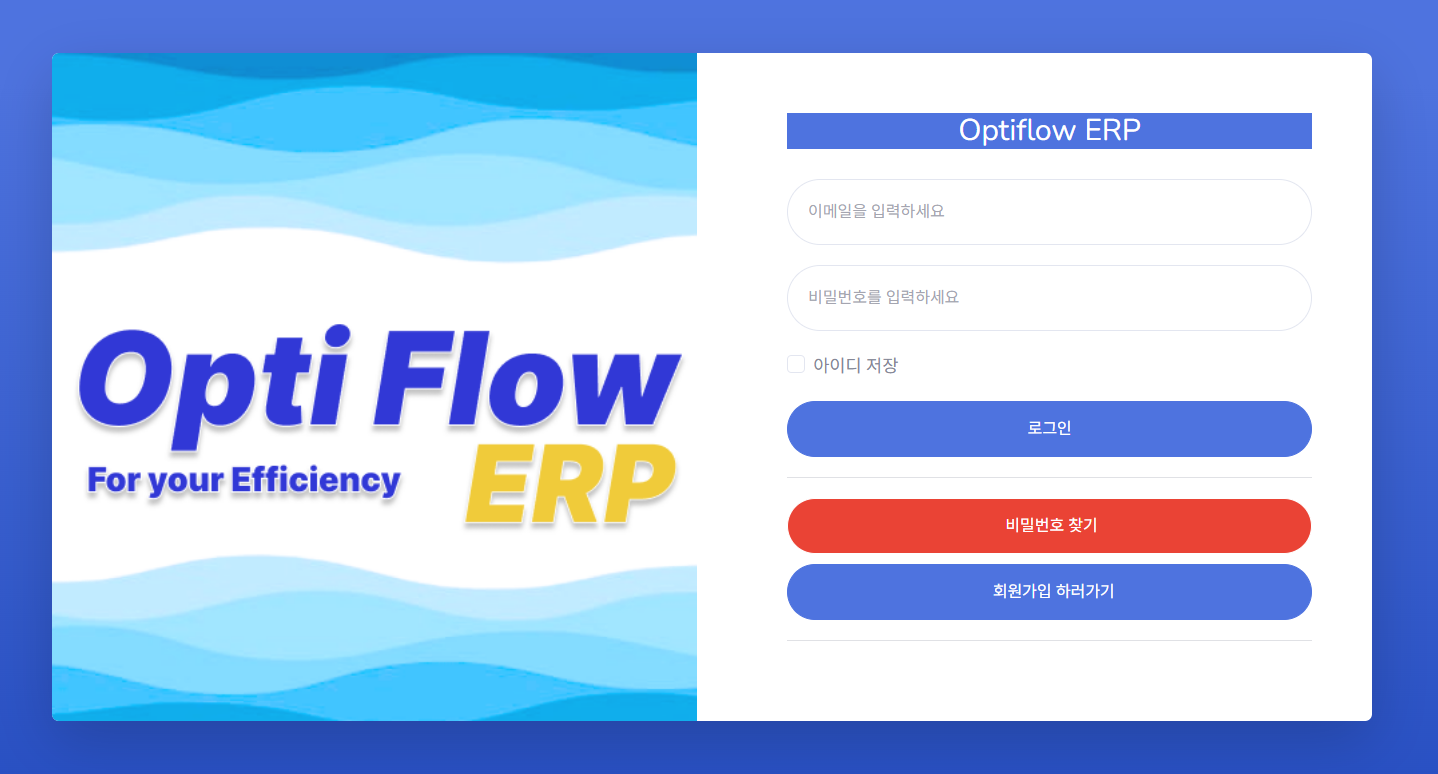 Opti Flow
ERP
For your Efficiency
Optiflow ERP
이메일을 입력하세요
비밀번호를 입력하세요
아이디 저장
로그인
비밀번호 찾기
회원가입 하러가기